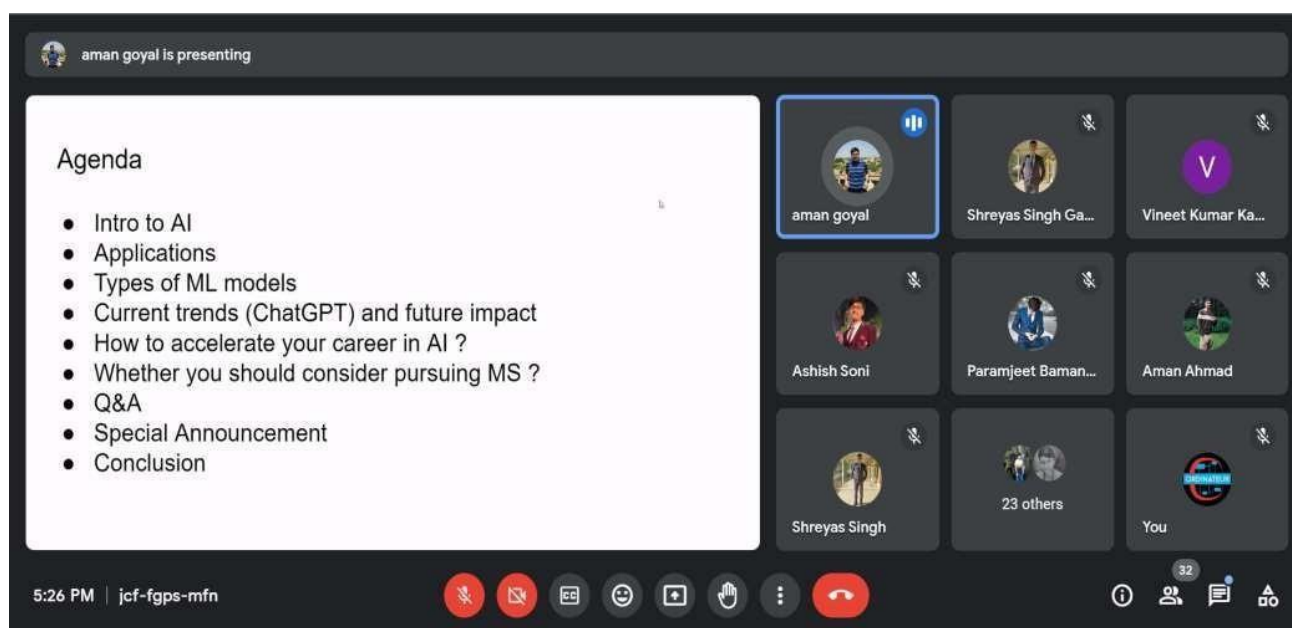 aman goyal is presenting
Agenda
● Intro to AI
● Applications
● Types of ML models
● Current trends (ChatGPT) and future impact
● How to accelerate your career in AI ?
● Whether you should consider pursuing MS ?
● Q&A
● Special Announcement
● Conclusion
aman goyal
Shreyas Singh Ga...
V
Vineet Kumar Ka...
Ashish Soni
Paramjeet Baman...
Aman Ahmad
Shreyas Singh
23 others
ORDINATEUR
You
5:26 PM | jcf-fgps-mfn
CC
32